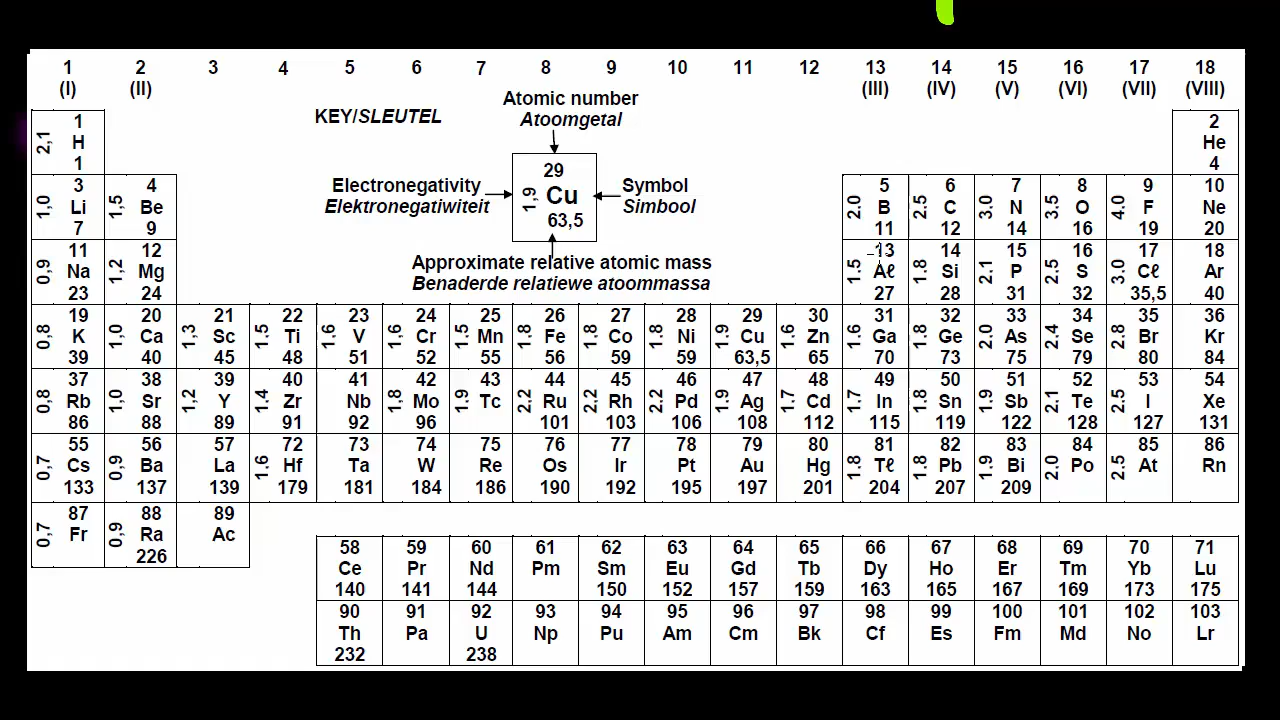 1 2 3 4 5 6 7 8 9 10 11 12 13 14 15 16 17 18
(I) (II) (III) (IV) (V) (VI) (VII) (VIII)
KEY/SLEUTEL
Atomic number
Atoomgetal
29
1,9 Cu
63,5
Electronegativity
Elektronegatiwiteit
Symbol
Simbool
Approximate relative atomic mass
Benaderde relatiewe atoommassa
1 2
2,1 H He
1 4
3 4 5 6 7 8 9 10
1,0 Li 1,5 Be 2.0 B 2.5 C 3.0 N 3.5 O 4.0 F Ne
7 9 11 12 14 16 19 20
11 12 13 14 15 16 17 18
0,9 Na 1,2 Mg 1.5 Aℓ 1.8 Si 2.1 P 2.5 S 3.0 Cℓ Ar
23 24 27 28 31 32 35,5 40
19 20 21 22 23 24 25 26 27 28 29 30 31 32 33 34 35 36
0,8 K 1,0 Ca 1,3 Sc 1.5 Ti 1.6 V 1.6 Cr 1.5 Mn 1.8 Fe 1.8 Co 1.8 Ni 1.9 Cu 1.6 Zn 1.6 Ga 1.8 Ge 2.0 As 2.4 Se 2.8 Br Kr
39 40 45 48 51 52 55 56 59 59 63,5 65 70 73 75 79 80 84
37 38 39 40 41 42 43 44 45 46 47 48 49 50 51 52 53 54
0,8 Rb 1,0 Sr 1,2 Y 1.4 Zr Nb 1,8 Mo 1.9 Tc 2.2 Ru 2.2 Rh 2.2 Pd 1.9 Ag 1.7 Cd 1.7 In 1.8 Sn 1.9 Sb 2.1 Te 2.5 I Xe
86 88 89 91 92 96 101 103 106 108 112 115 119 122 128 127 131
55 56 57 72 73 74 75 76 77 78 79 80 81 82 83 84 85 86
0,7 Cs 0,9 Ba La 1.6 Hf Ta W Re Os Ir Pt Au Hg 1.8 Tℓ 1.8 Pb 1.9 Bi 2.0 Po 2.5 At Rn
133 137 139 179 181 184 186 190 192 195 197 201 204 207 209
87 88 89
0,7 Fr 0,9 Ra Ac
226
58 59 60 61 62 63 64 65 66 67 68 69 70 71
Ce Pr Nd Pm Sm Eu Gd Tb Dy Ho Er Tm Yb Lu
140 141 144 150 152 157 159 163 165 167 169 173 175
90 91 92 93 94 95 96 97 98 99 100 101 102 103
Th Pa U Np Pu Am Cm Bk Cf Es Fm Md No Lr
232 238